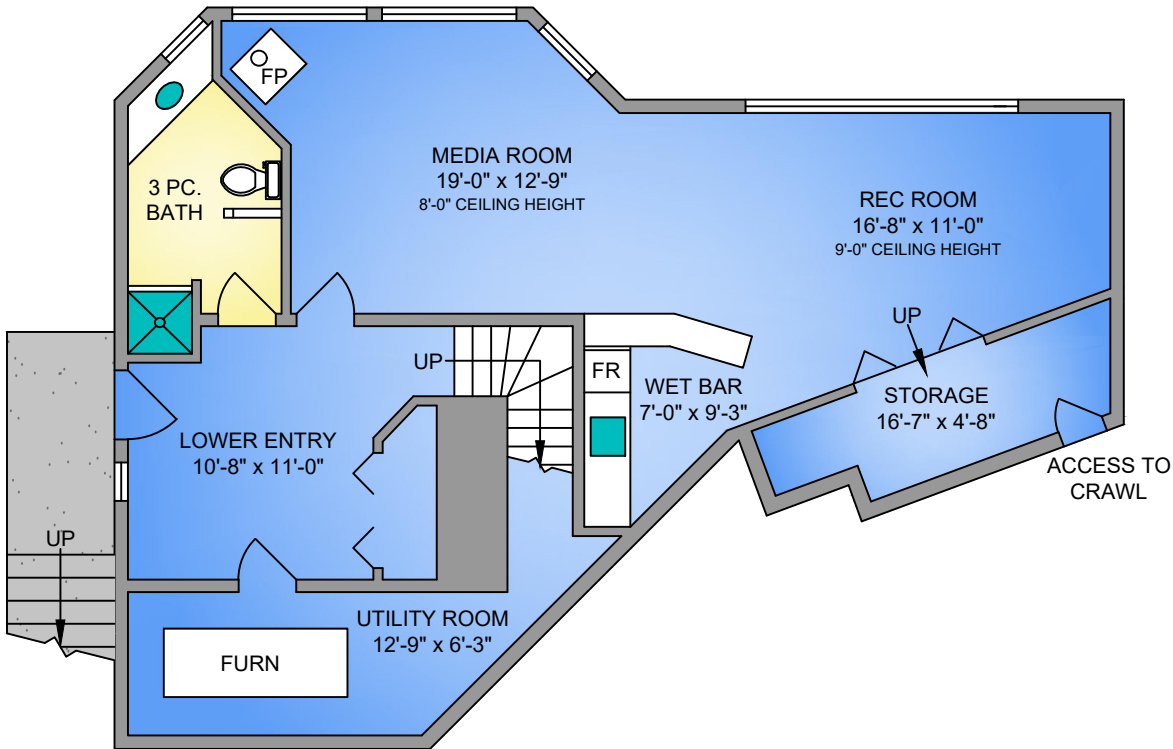 FP
MEDIA ROOM
19'-0" x 12'-9"
8'-0" CEILING HEIGHT
3 PC.
BATH
REC ROOM
16'-8" x 11'-0"
9'-0" CEILING HEIGHT
UP
UP
FR
WET BAR
7'-0" x 9'-3"
STORAGE
16'-7" x 4'-8"
LOWER ENTRY
10'-8" x 11'-0"
ACCESS TO
CRAWL
UP
UTILITY ROOM
12'-9" x 6'-3"
FURN